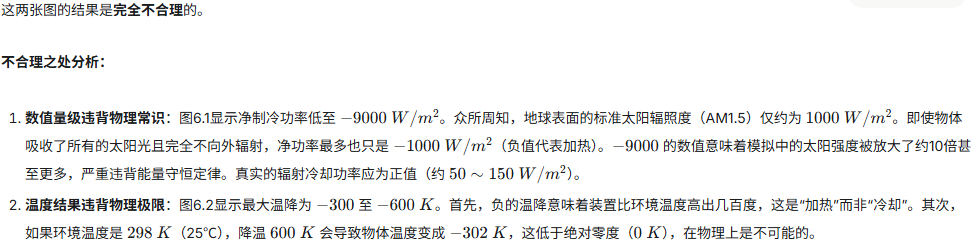 这两张图的结果是完全不合理的。
不合理之处分析：
1. 数值量级违背物理常识：图6.1显示净制冷功率低至 −9000 W/m²。众所周知，地球表面的标准太阳辐照度（AM1.5）仅约为 1000 W/m²。即使物体
吸收了所有的太阳光且完全不向外辐射，净功率最多也只是 −1000 W/m²（负值代表加热）。−9000 的数值意味着模拟中的太阳强度被放大了约10倍甚
至更多，严重违背能量守恒定律。真实的辐射冷却功率应为正值（约 50 ∼ 150 W/m²）。
2. 温度结果违背物理极限：图6.2显示最大温降为 −300 至 −600 K。首先，负的温降意味着装置比环境温度高出几百度，这是“加热”而非“冷却”。其次，
如果环境温度是 298 K（25℃），降温 600 K 会导致物体温度变成 −302 K，这低于绝对零度（0 K），在物理上是不可能的。